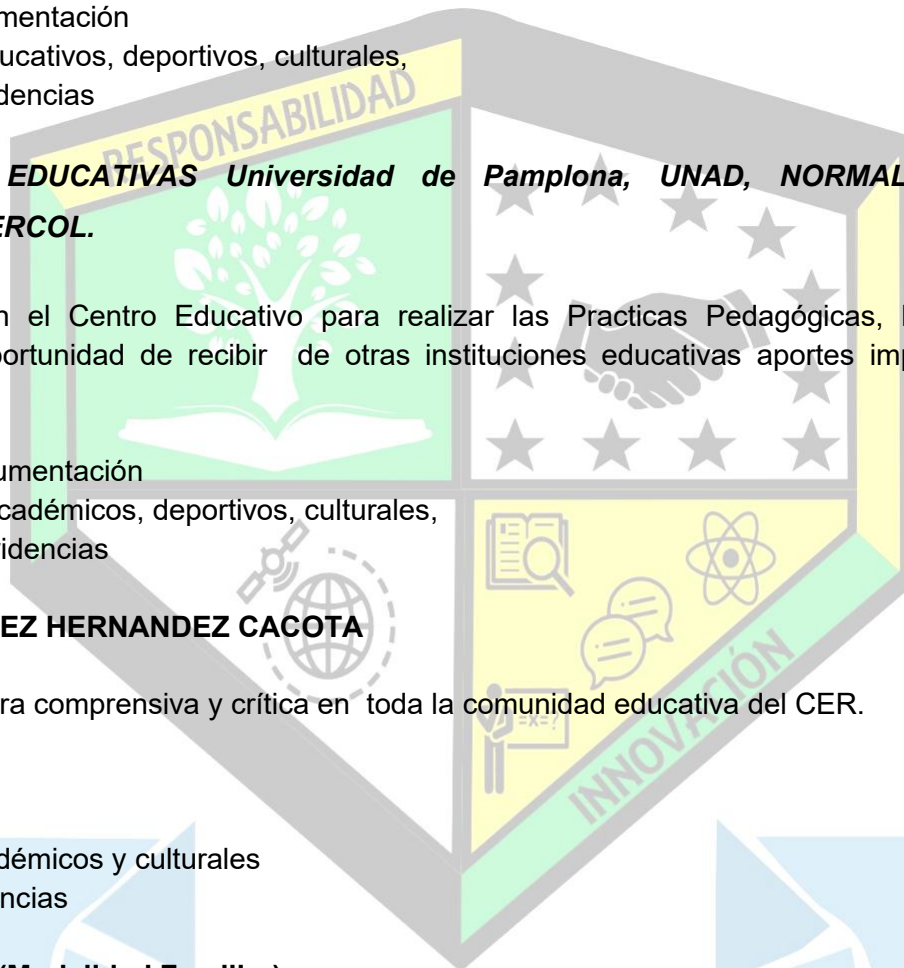 mentación
ucativos, deportivos, culturales,
dencias
RESPONSABILIDAD
EDUCATIVAS Universidad de Pamplona, UNAD, NORMAL
ERCOL.
n el Centro Educativo para realizar las Practicas Pedagógicas,
portunidad de recibir de otras instituciones educativas aportes imp
umentación
cadémicos, deportivos, culturales,
videncias
EZ HERNANDEZ CACOTA
=x=?
ra comprensiva y crítica en toda la comunidad educativa del CER.
INNOVACIÓN
démicos y culturales
ncias